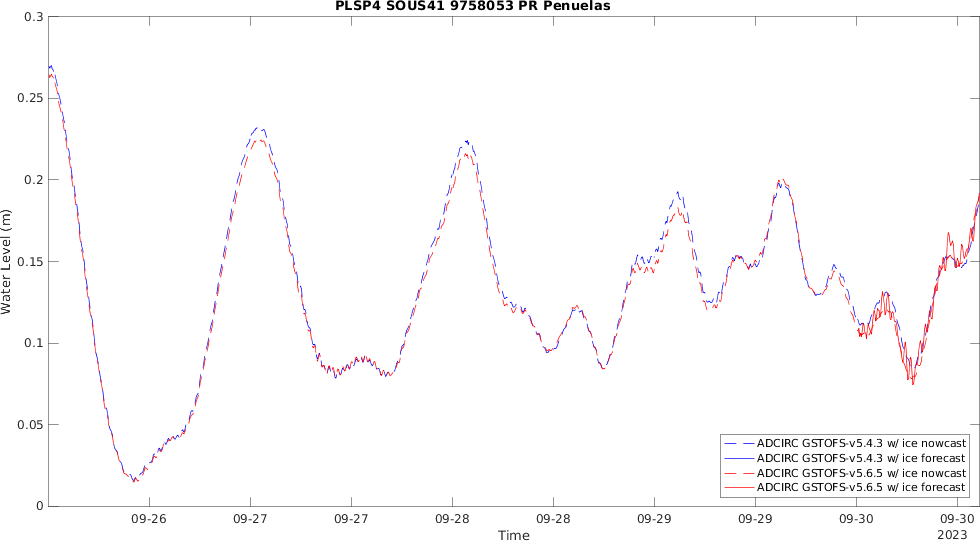 PLSP4 SOUS41 9758053 PR Penuelas
0.3
0.25
0.2
0.15
0.1
0.05
0
Water Level (m)
09-26
09-27
09-27
09-28
09-28
09-29
09-29
09-30
09-30
2023
Time
ADCIRC GSTOFS-v5.4.3 w/ ice nowcast
ADCIRC GSTOFS-v5.4.3 w/ ice forecast
ADCIRC GSTOFS-v5.6.5 w/ ice nowcast
ADCIRC GSTOFS-v5.6.5 w/ ice forecast